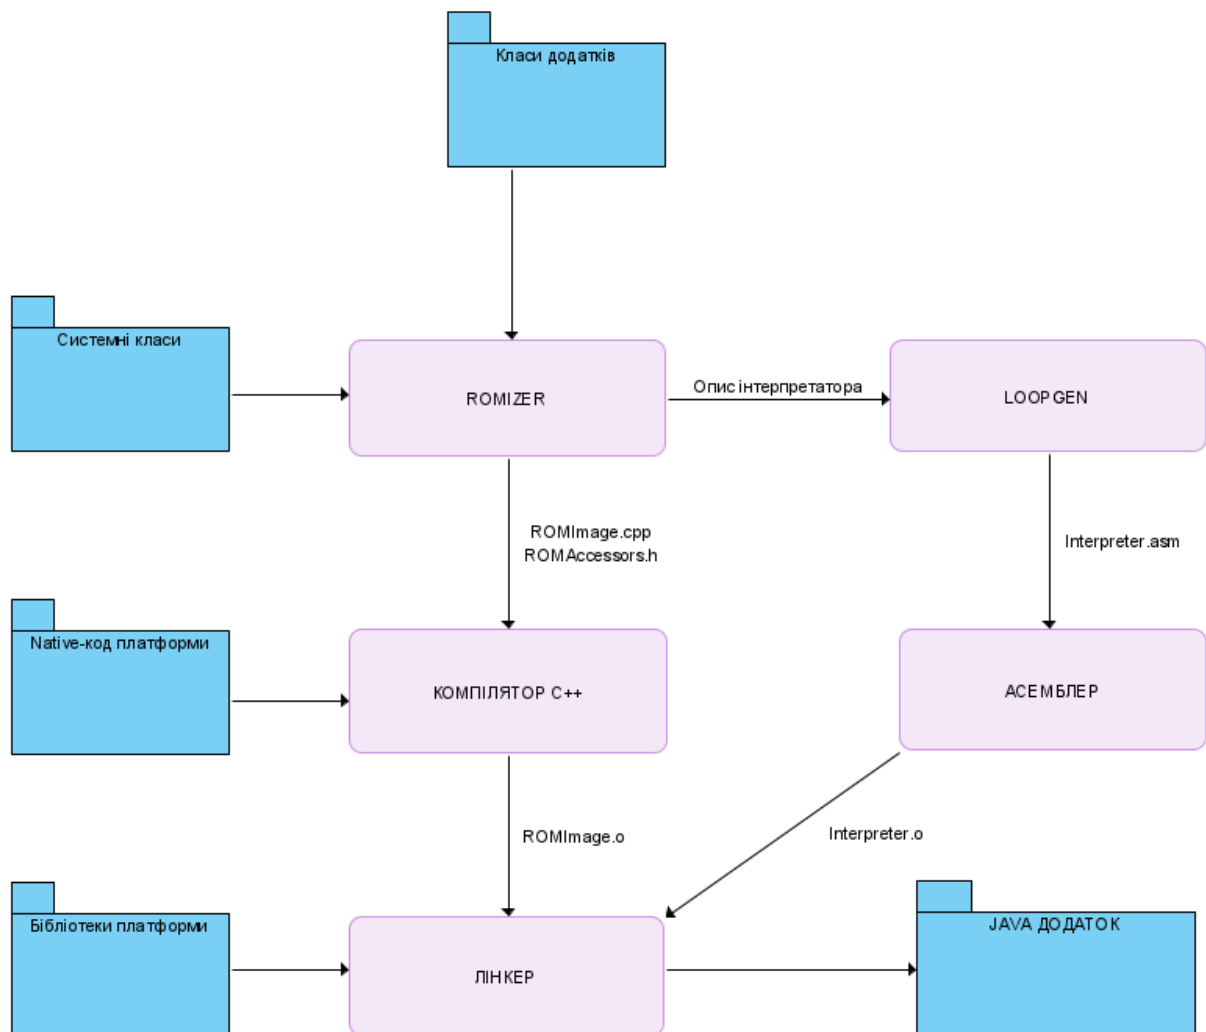 Класи додатків
Системні класи
ROMIZER
Опис інтерпретатора
LOOPGEN
ROMImage.cpp
ROMAccessors.h
Interpreter.asm
Native-код платформи
КОМПІЛЯТОР C++
АСЕМБЛЕР
ROMImage.o
Interpreter.o
Бібліотеки платформи
ЛІНКЕР
JAVA ДОДАТОК